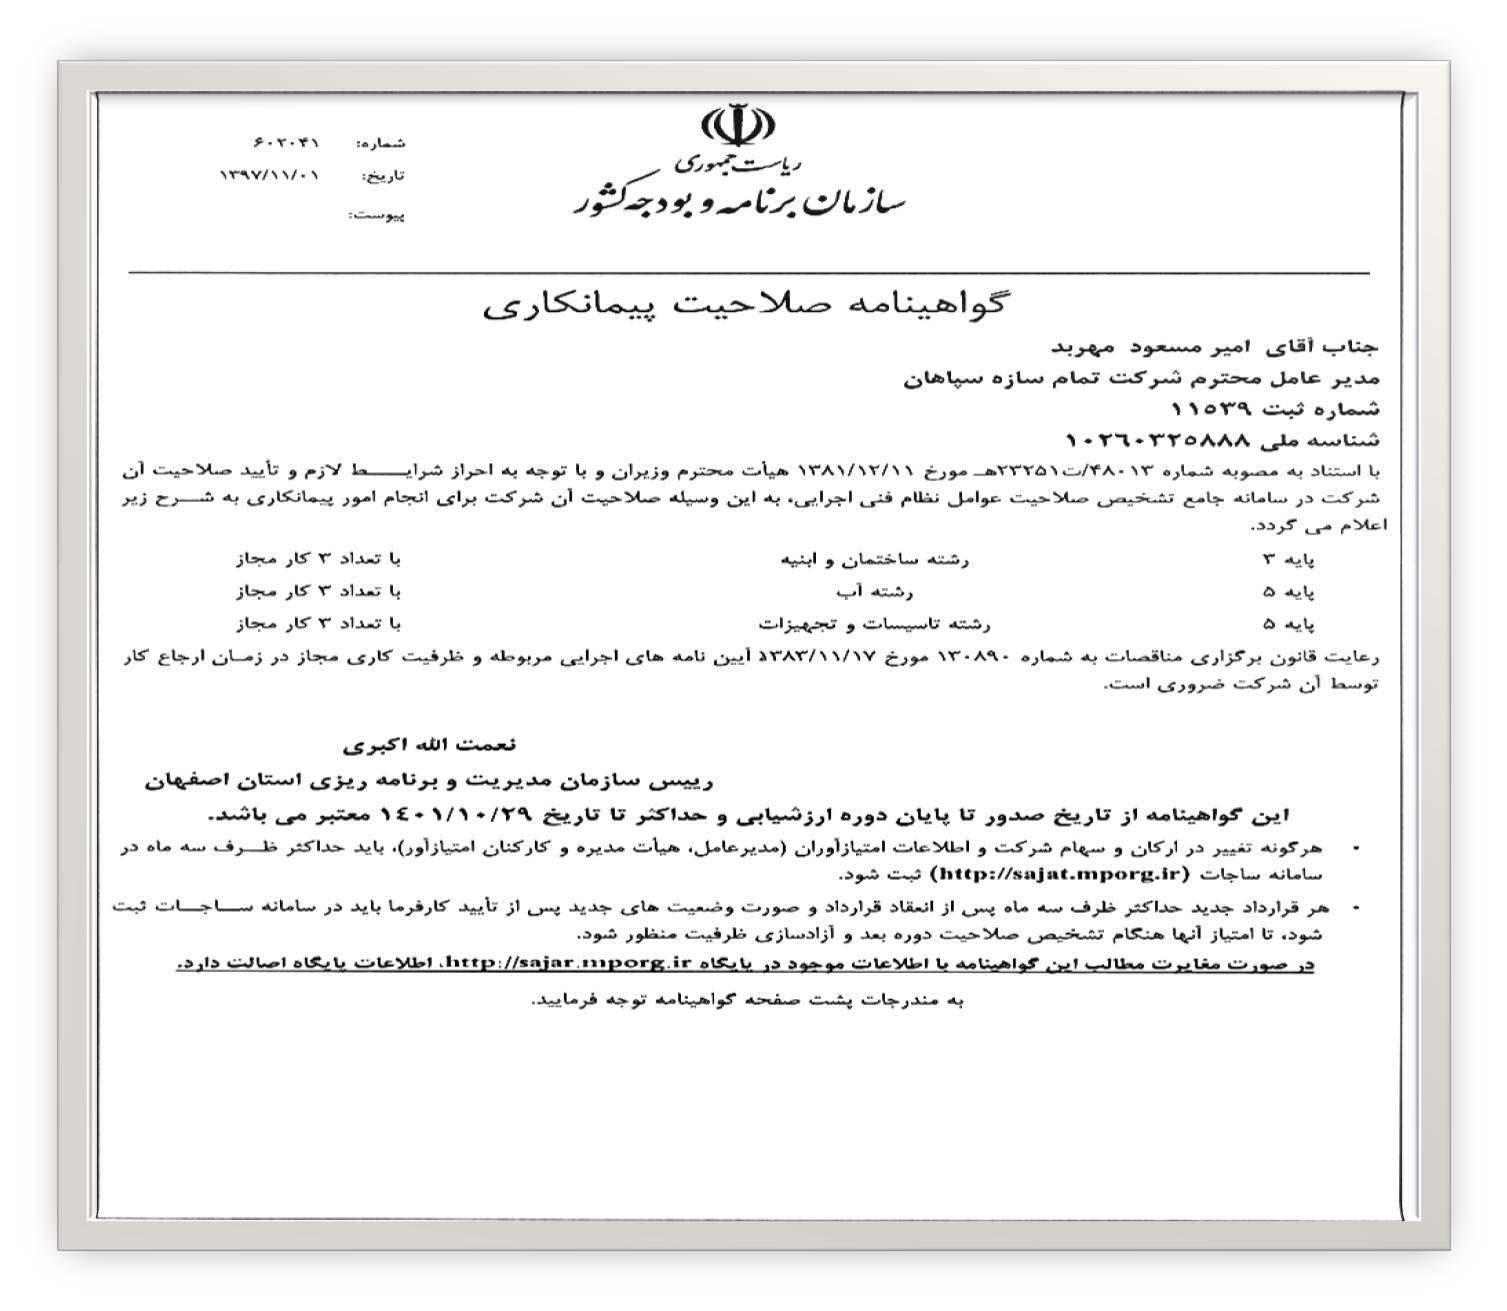 ریاست جمهوری
سازمان برنامه و بودجه کشور
شماره: ۶۰۲۰۴۱
تاریخ: ۱۳۹۷/۱۱/۰۱
پیوست:
گواهینامه صلاحیت پیمانکاری
جناب آقای امیر مسعود مهربد
مدیر عامل محترم شرکت تمام سازه سپاهان
شماره ثبت ۱۱۵۳۹
شناسه ملی ۱۰۲۶۰۳۲۵۸۸۸
با استناد به مصوبه شماره ۴۸۰۱۳/ت۲۳۲۵۱هـ مورخ ۱۳۸۱/۱۲/۱۱ هیأت محترم وزیران و با توجه به احراز شرایــــط لازم و تأیید صلاحیت آن
شرکت در سامانه جامع تشخیص صلاحیت عوامل نظام فنی اجرایی، به این وسیله صلاحیت آن شرکت برای انجام امور پیمانکاری به شـــرح زیر
اعلام می گردد.
پایه ۳ رشته ساختمان و ابنیه با تعداد ۳ کار مجاز
پایه ۵ رشته آب با تعداد ۳ کار مجاز
پایه ۵ رشته تاسیسات و تجهیزات با تعداد ۳ کار مجاز
رعایت قانون برگزاری مناقصات به شماره ۱۳۰۸۹۰ مورخ ۱۳۸۳/۱۱/۱۷، آیین نامه های اجرایی مربوطه و ظرفیت کاری مجاز در زمـان ارجاع کار
توسط آن شرکت ضروری است.
نعمت الله اکبری
رییس سازمان مدیریت و برنامه ریزی استان اصفهان
این گواهینامه از تاریخ صدور تا پایان دوره ارزشیابی و حداکثر تا تاریخ ۱٤۰۱/۱۰/۲۹ معتبر می باشد.
• هرگونه تغییر در ارکان و سهام شرکت و اطلاعات امتیازآوران (مدیرعامل، هیأت مدیره و کارکنان امتیازآور)، باید حداکثر ظـــرف سه ماه در
سامانه ساجات (http://sajat.mporg.ir) ثبت شود.
• هر قرارداد جدید حداکثر ظرف سه ماه پس از انعقاد قرارداد و صورت وضعیت های جدید پس از تأیید کارفرما باید در سامانه ســـاجـــات ثبت
شود، تا امتیاز آنها هنگام تشخیص صلاحیت دوره بعد و آزادسازی ظرفیت منظور شود.
در صورت مغایرت مطالب این گواهینامه با اطلاعات موجود در پایگاه http://sajar.mporg.ir، اطلاعات پایگاه اصالت دارد.
به مندرجات پشت صفحه گواهینامه توجه فرمایید.